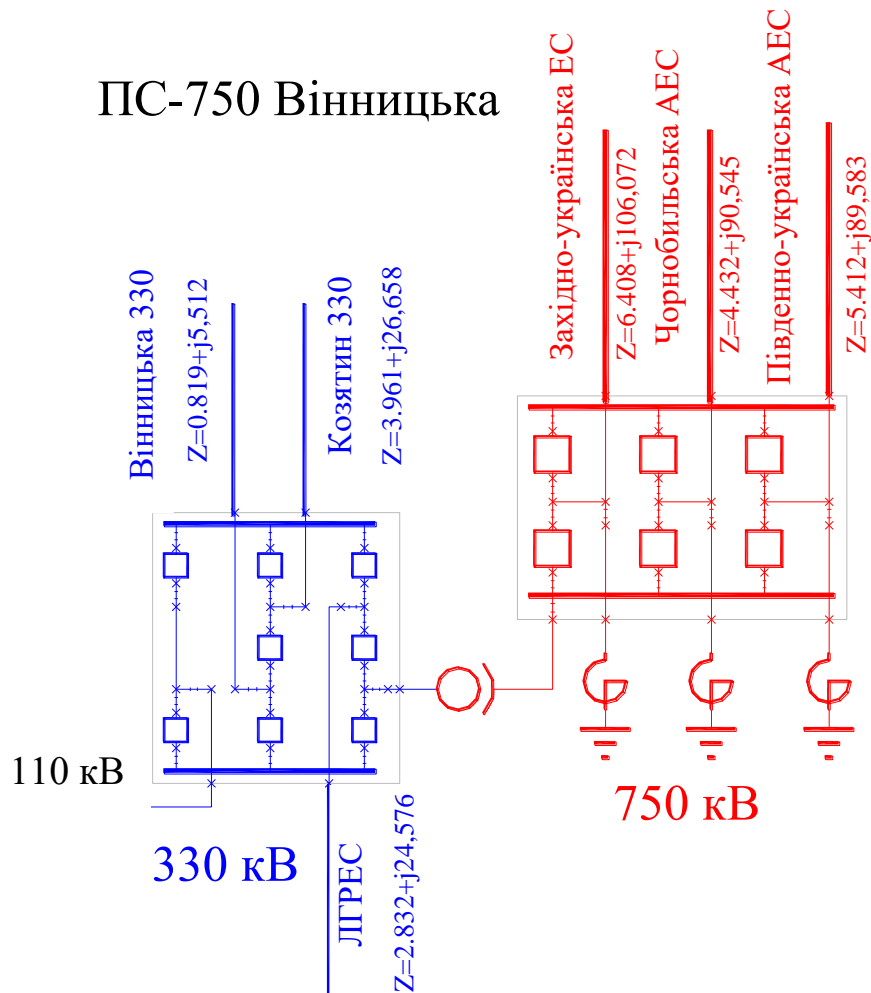 ПС-750 Вінницька
Західно-українська ЕС
Z=6.408+j106,072
Чорнобильська АЕС
Z=4.432+j90,545
Південно-українська АЕС
Z=5.412+j89,583
Вінницька 330
Z=0.819+j5,512
Козятин 330
Z=3.961+j26,658
110 кВ
330 кВ
ЛГРЕС
Z=2.832+j24,576
750 кВ